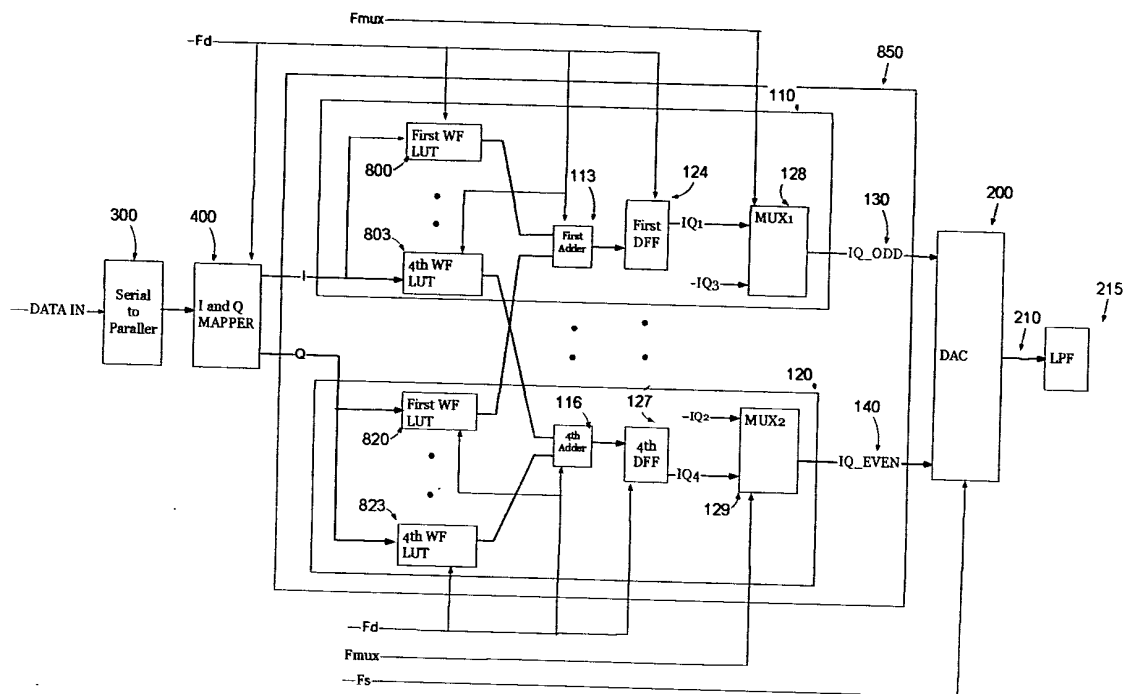 Fmux
-Fd
850
110
First WF
LUT
800
113
124
First
DFF
IQ1
MUX1
128
130
200
300
400
803
4th WF
LUT
First
Adder
IQ_ODD
-IQ3
215
DATA IN
Serial
to
Paraller
I and Q
MAPPER
I
Q
DAC
210
LPF
120
First WF
LUT
820
116
127
4th
Adder
4th
DFF
-IQ2
MUX2
140
IQ4
IQ_EVEN
129
823
4th WF
LUT
Fd
Fmux
Fs